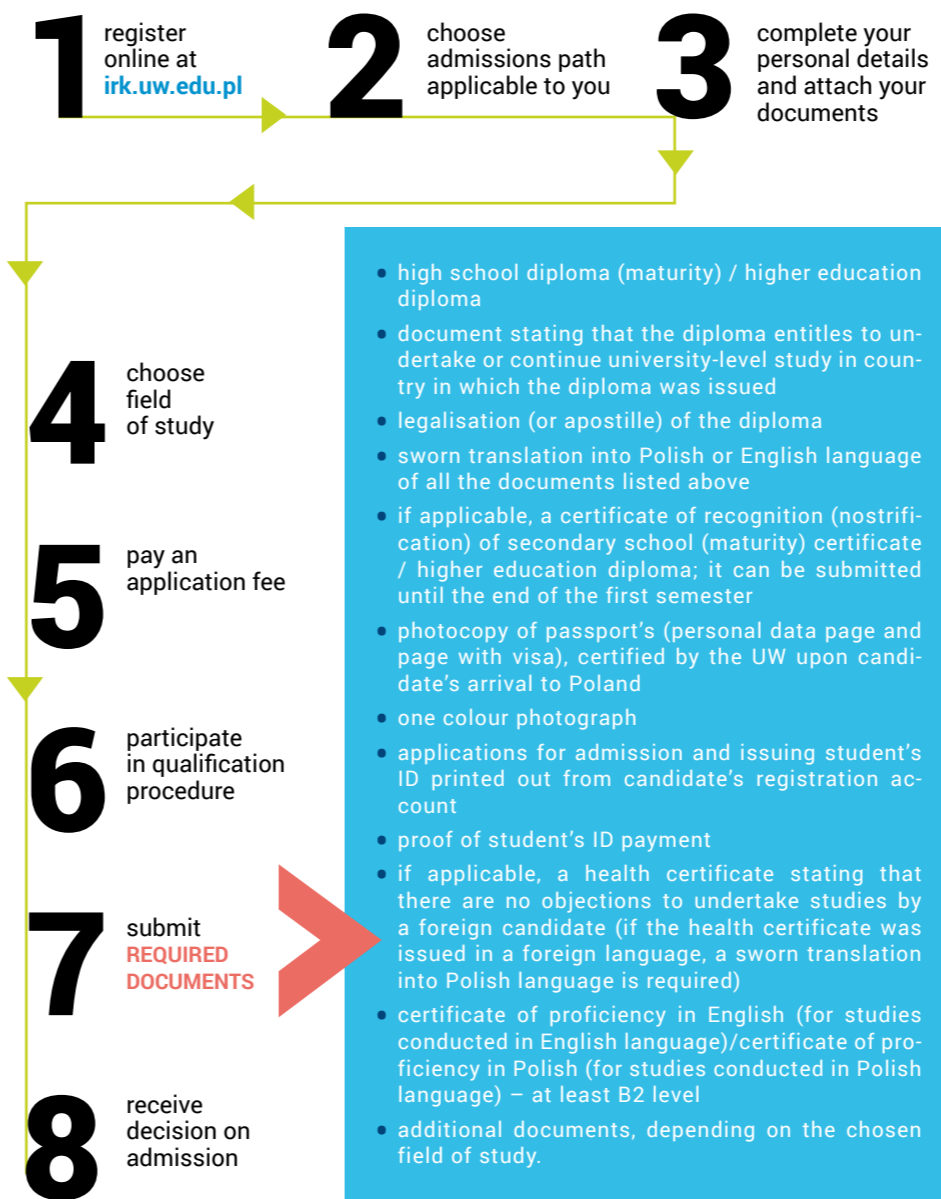 1
register
online at
irk.uw.edu.pl
2
choose
admissions path
applicable to you
3
complete your
personal details
and attach your
documents
4
choose
field
of study
5
pay an
application fee
6
participate
in qualification
procedure
7
submit
REQUIRED
DOCUMENTS
8
receive
decision on
admission
• high school diploma (maturity) / higher education
diploma
• document stating that the diploma entitles to un-
dertake or continue university-level study in coun-
try in which the diploma was issued
• legalisation (or apostille) of the diploma
• sworn translation into Polish or English language
of all the documents listed above
• if applicable, a certificate of recognition (nostrifi-
cation) of secondary school (maturity) certificate
/ higher education diploma; it can be submitted
until the end of the first semester
• photocopy of passport's (personal data page and
page with visa), certified by the UW upon candi-
date's arrival to Poland
• one colour photograph
• applications for admission and issuing student's
ID printed out from candidate's registration ac-
count
• proof of student's ID payment
• if applicable, a health certificate stating that
there are no objections to undertake studies by
a foreign candidate (if the health certificate was
issued in a foreign language, a sworn translation
into Polish language is required)
• certificate of proficiency in English (for studies
conducted in English language)/certificate of pro-
ficiency in Polish (for studies conducted in Polish
language) – at least B2 level
• additional documents, depending on the chosen
field of study.